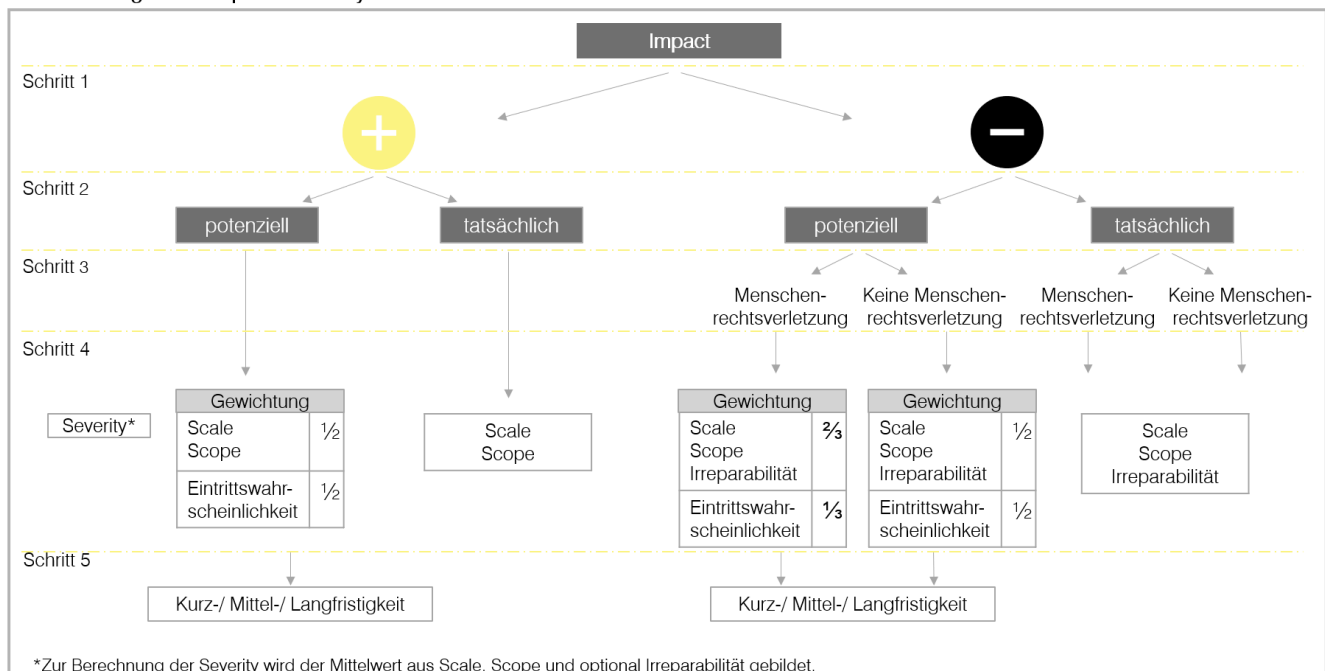 Impact
Schritt 1
+
−
Schritt 2
potenziell
tatsächlich
potenziell
tatsächlich
Schritt 3
Menschen-
rechtsverletzung
Keine Menschen-
rechtsverletzung
Menschen-
rechtsverletzung
Keine Menschen-
rechtsverletzung
Schritt 4
Severity*
Gewichtung
Scale
Scope
½
Eintrittswahr-
scheinlichkeit
½
Scale
Scope
Gewichtung
Scale
Scope
Irreparabilität
⅔
Eintrittswahr-
scheinlichkeit
⅓
Gewichtung
Scale
Scope
Irreparabilität
½
Eintrittswahr-
scheinlichkeit
½
Scale
Scope
Irreparabilität
Schritt 5
Kurz-/ Mittel-/ Langfristigkeit
Kurz-/ Mittel-/ Langfristigkeit
*Zur Berechnung der Severity wird der Mittelwert aus Scale, Scope und optional Irreparabilität gebildet.